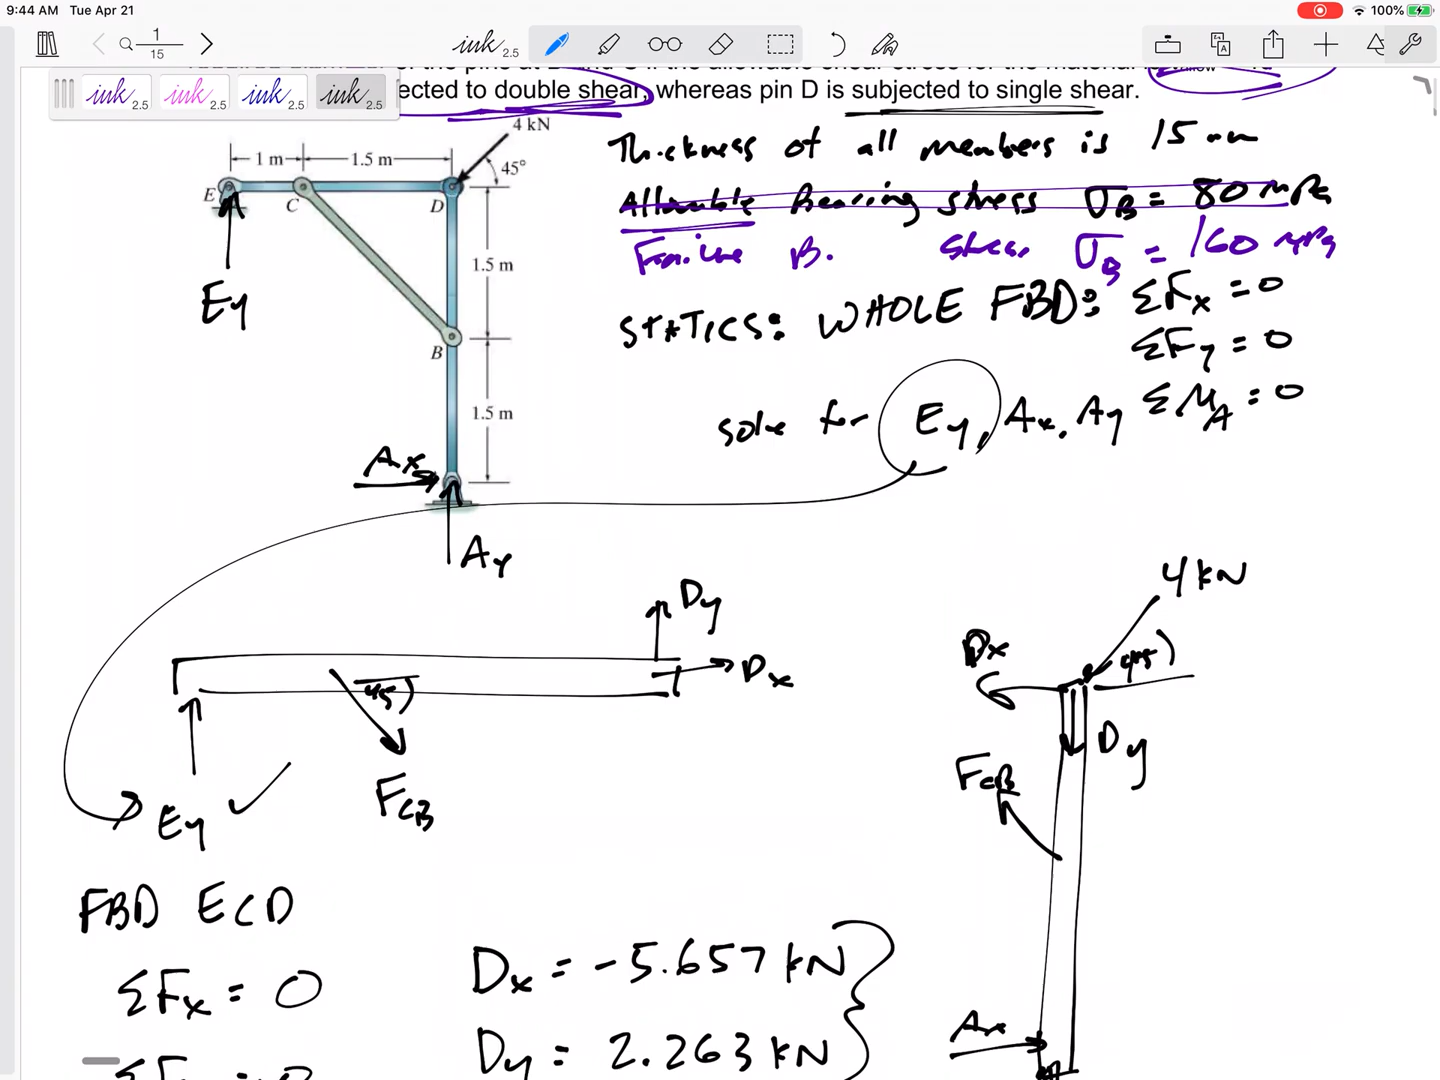 9:44 AM Tue Apr 21
100%
1
15
ink 2.5
ink 2.5 ink 2.5 ink 2.5 ink 2.5
ected to double shear, whereas pin D is subjected to single shear.
4 kN
1 m
1.5 m
45°
E
C
D
1.5 m
B
1.5 m
Ey
Ax
Ay
Thickness of all members is 15 mm
Allowable Bearing stress σB = 80 MPa
Failure B. stress σB = 160 MPa
STATICS: WHOLE FBD: ΣFx = 0
ΣFy = 0
ΣMA = 0
solve for Ey, Ax, Ay
Dy
Dx
45
FCB
Ey ✓
4 kN
45
Dx
Dy
FCB
Ax
FBD ECD
ΣFx = 0
Dx = -5.657 kN
Dy = 2.263 kN